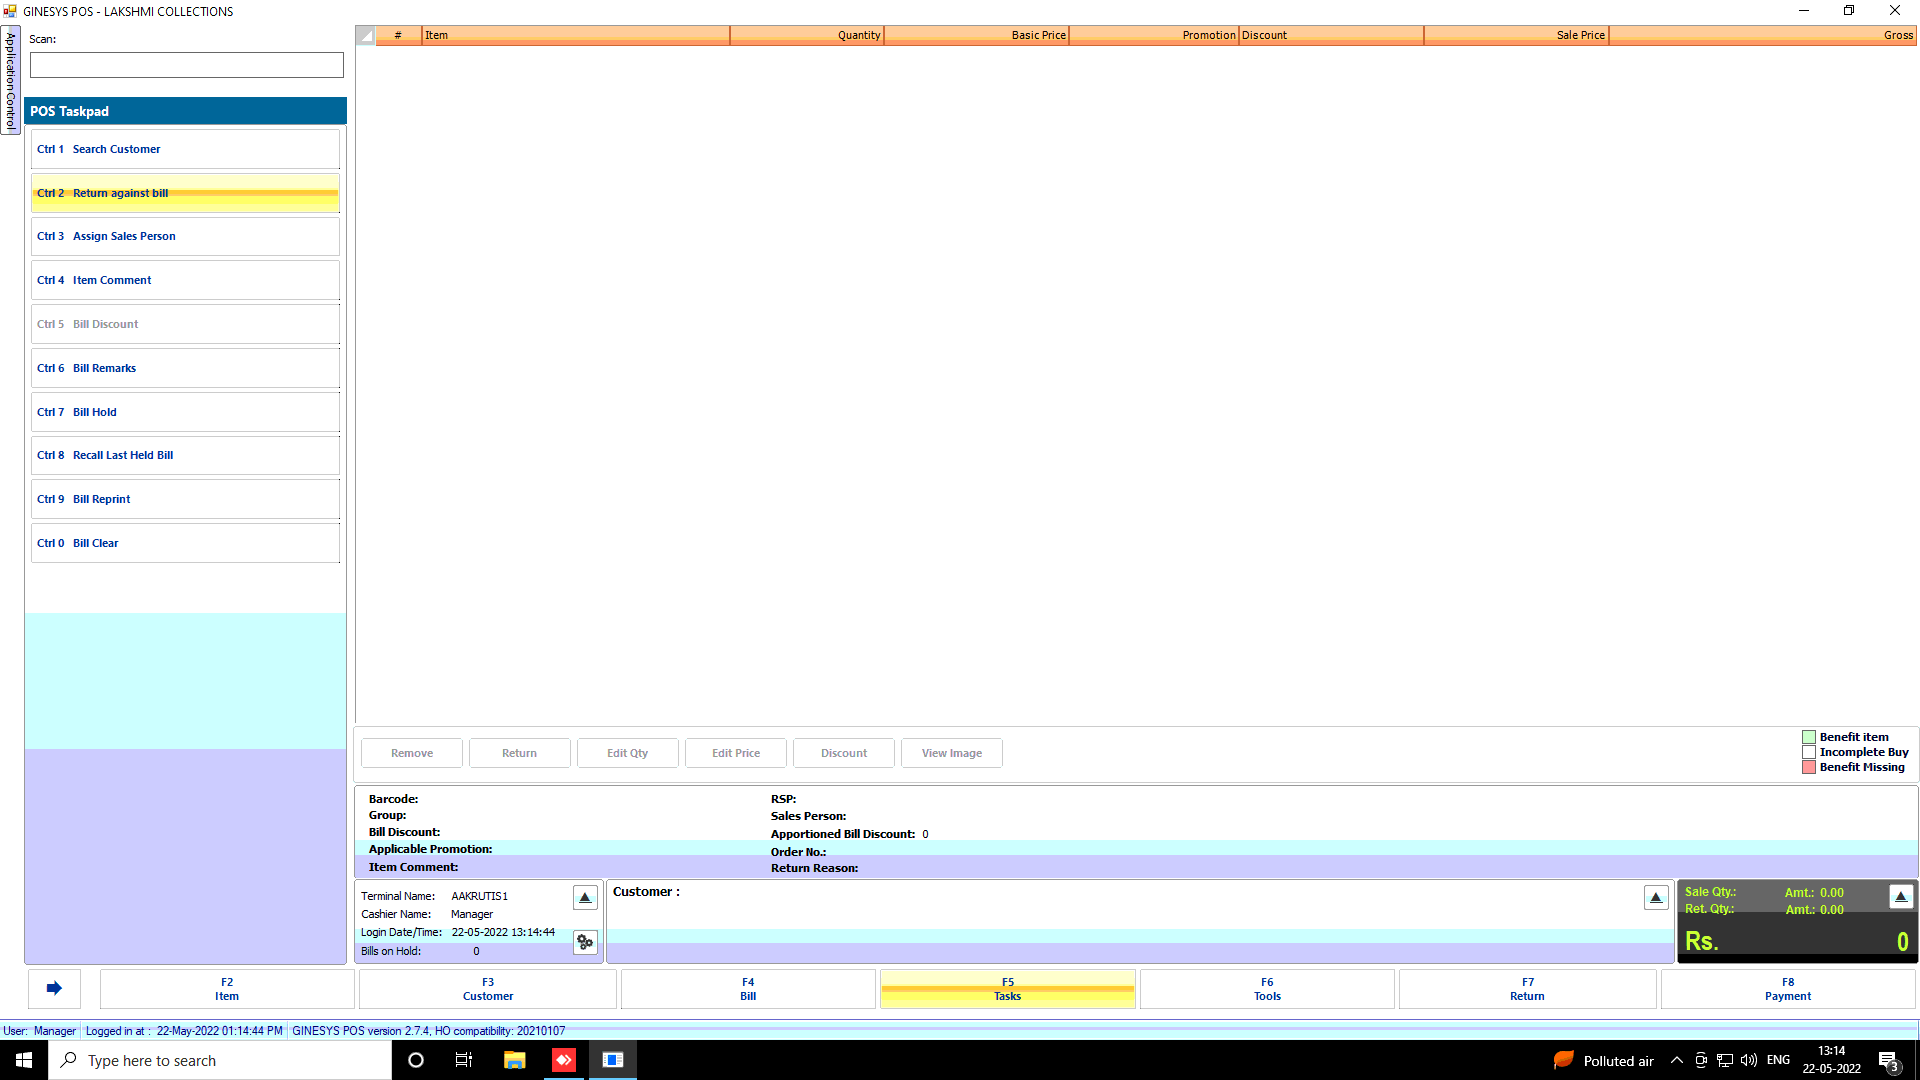 GINESYS POS - LAKSHMI COLLECTIONS
Application Control
Scan:
# Item Quantity Basic Price Promotion Discount Sale Price Gross
POS Taskpad
Ctrl 1 Search Customer
Ctrl 2 Return against bill
Ctrl 3 Assign Sales Person
Ctrl 4 Item Comment
Ctrl 5 Bill Discount
Ctrl 6 Bill Remarks
Ctrl 7 Bill Hold
Ctrl 8 Recall Last Held Bill
Ctrl 9 Bill Reprint
Ctrl 0 Bill Clear
Remove Return Edit Qty Edit Price Discount View Image
Benefit item
Incomplete Buy
Benefit Missing
Barcode: RSP:
Group: Sales Person:
Bill Discount: Apportioned Bill Discount: 0
Applicable Promotion: Order No.:
Item Comment: Return Reason:
Terminal Name: AAKRUTIS1
Cashier Name: Manager
Login Date/Time: 22-05-2022 13:14:44
Bills on Hold: 0
Customer :
Sale Qty.: Amt.: 0.00
Ret. Qty.: Amt.: 0.00
Rs. 0
F2 Item
F3 Customer
F4 Bill
F5 Tasks
F6 Tools
F7 Return
F8 Payment
User: Manager Logged in at : 22-May-2022 01:14:44 PM GINESYS POS version 2.7.4, HO compatibility: 20210107
Type here to search
Polluted air
ENG
13:14
22-05-2022
3